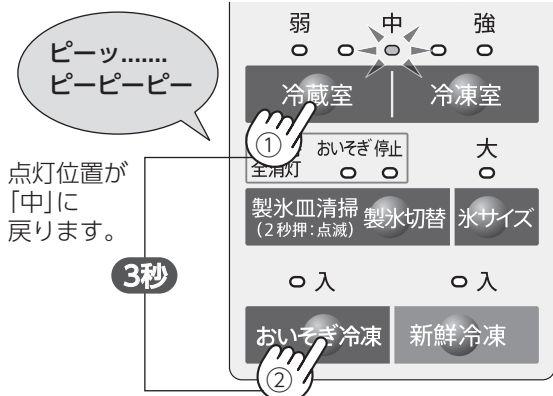 ピーッ.......
ピーピーピー
弱 中 強
冷蔵室 冷凍室
①
全消灯 おいそぎ 停止 大
点灯位置が
「中」に
戻ります。
製氷皿清掃 製氷切替 氷サイズ
(2秒押:点滅)
3秒
入 入
おいそぎ冷凍 新鮮冷凍
②